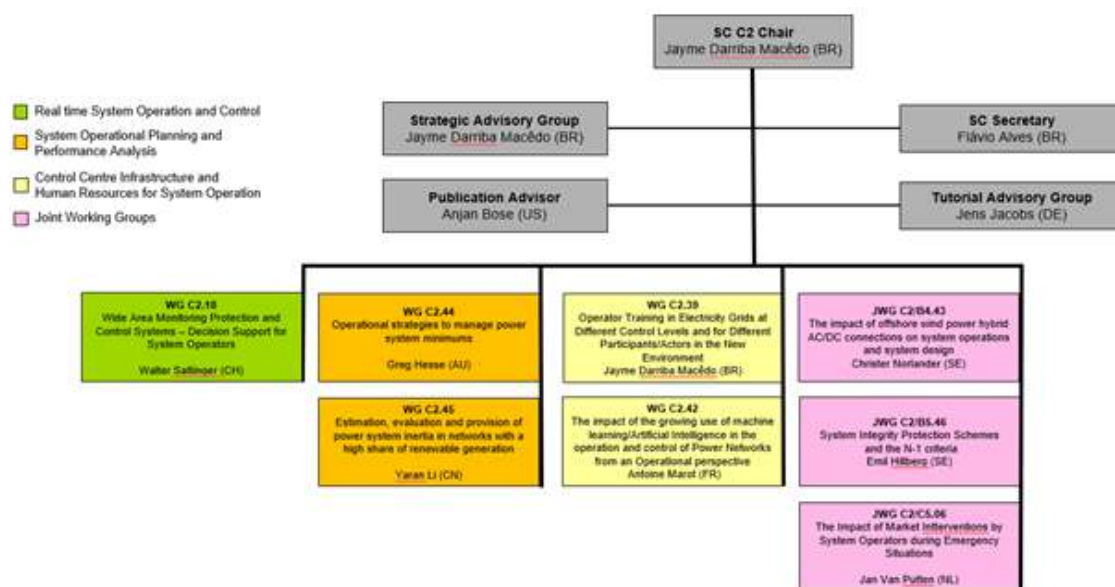 SC C2 Chair
Jayme Darriba Macêdo (BR)
Real time System Operation and Control
System Operational Planning and
Performance Analysis
Control Centre Infrastructure and
Human Resources for System Operation
Joint Working Groups
Strategic Advisory Group
Jayme Darriba Macêdo (BR)
SC Secretary
Flávio Alves (BR)
Publication Advisor
Anjan Bose (US)
Tutorial Advisory Group
Jens Jacobs (DE)
WG C2.18
Wide Area Monitoring Protection and
Control Systems – Decision Support for
System Operators
Walter Sattinger (CH)
WG C2.44
Operational strategies to manage power
system minimums
Greg Hesse (AU)
WG C2.39
Operator Training in Electricity Grids at
Different Control Levels and for Different
Participants/Actors in the New
Environment
Jayme Darriba Macêdo (BR)
JWG C2/B4.43
The impact of offshore wind power hybrid
AC/DC connections on system operations
and system design
Christer Norlander (SE)
WG C2.45
Estimation, evaluation and provision of
power system inertia in networks with a
high share of renewable generation
Yaran Li (CN)
WG C2.42
The impact of the growing use of machine
learning/Artificial Intelligence in the
operation and control of Power Networks
from an Operational perspective
Antoine Marot (FR)
JWG C2/B5.46
System Integrity Protection Schemes
and the N-1 criteria
Emil Hillberg (SE)
JWG C2/C5.06
The Impact of Market Intterventions by
System Operators during Emergency
Situations
Jan Van Putten (NL)